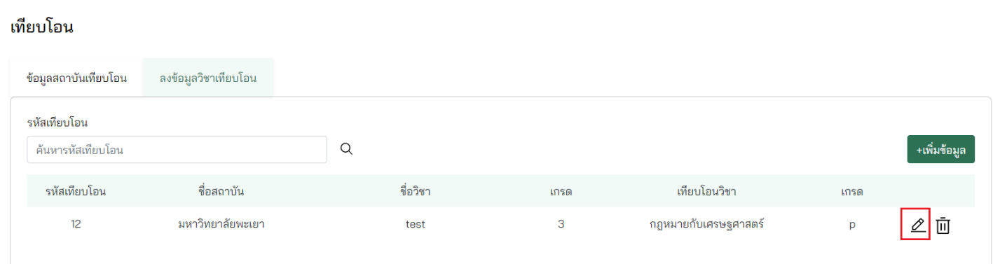 เทียบโอน
ข้อมูลสถาบันเทียบโอน ลงข้อมูลวิชาเทียบโอน
รหัสเทียบโอน
ค้นหารหัสเทียบโอน +เพิ่มข้อมูล
รหัสเทียบโอน ชื่อสถาบัน ชื่อวิชา เกรด เทียบโอนวิชา เกรด
12 มหาวิทยาลัยพะเยา test 3 กฎหมายกับเศรษฐศาสตร์ p